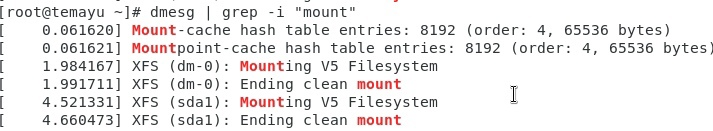 [root@temayu ~]# dmesg | grep -i "mount"
[    0.061620] Mount-cache hash table entries: 8192 (order: 4, 65536 bytes)
[    0.061621] Mountpoint-cache hash table entries: 8192 (order: 4, 65536 bytes)
[    1.984167] XFS (dm-0): Mounting V5 Filesystem
[    1.991711] XFS (dm-0): Ending clean mount
[    4.521331] XFS (sda1): Mounting V5 Filesystem
[    4.660473] XFS (sda1): Ending clean mount